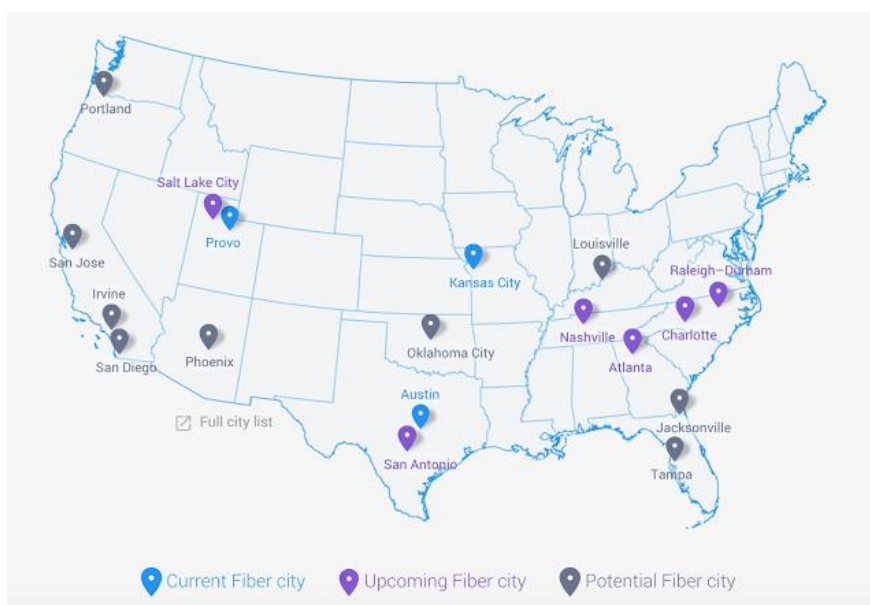 Portland
Salt Lake City
Provo
San Jose
Kansas City
Louisville
Raleigh–Durham
Irvine
Nashville
Charlotte
San Diego
Phoenix
Oklahoma City
Atlanta
Austin
Full city list
Jacksonville
San Antonio
Tampa
Current Fiber city
Upcoming Fiber city
Potential Fiber city